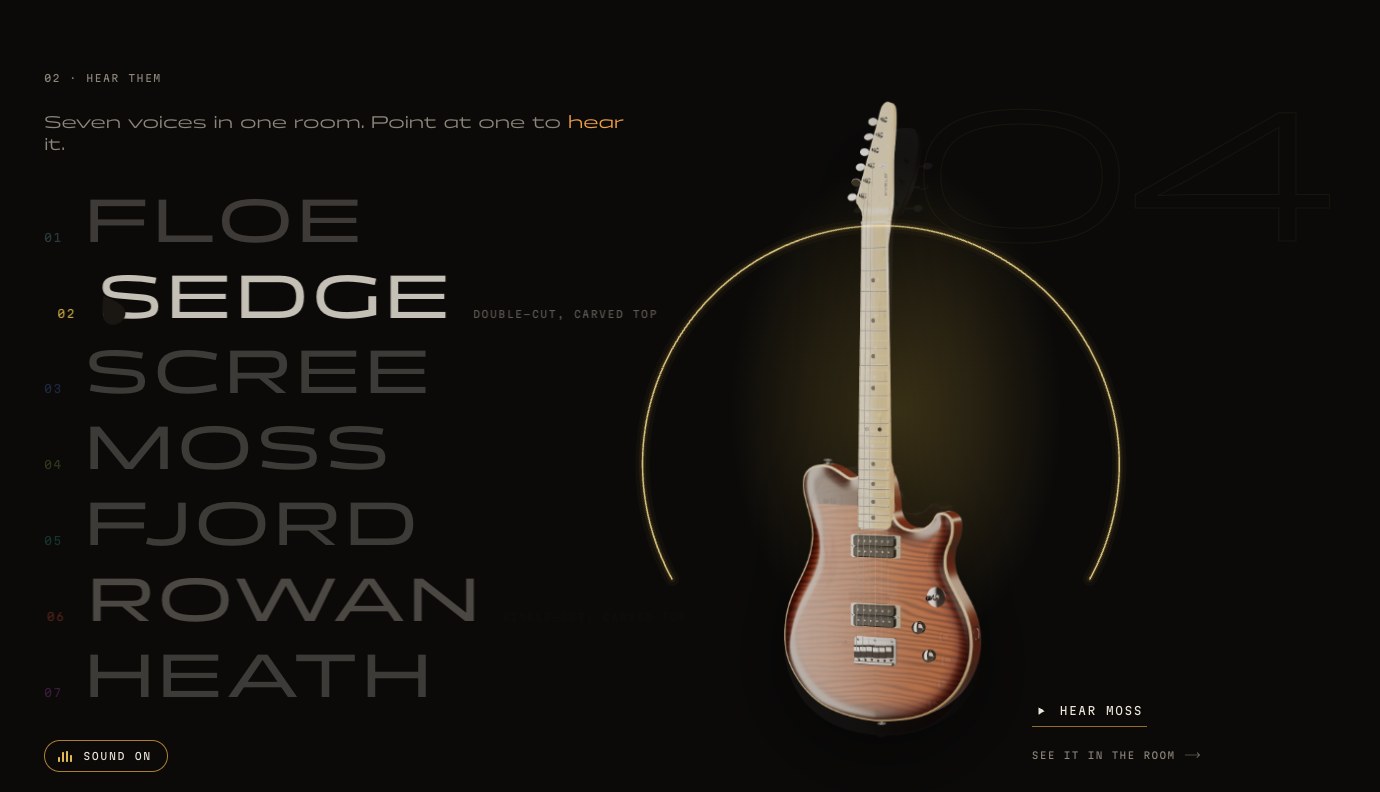 02 · HEAR THEM
Seven voices in one room. Point at one to hear
it.
04
01 FLOE
02 SEDGE DOUBLE-CUT, CARVED TOP
03 SCREE
04 MOSS
05 FJORD
06 ROWAN
07 HEATH
HEAR MOSS
SOUND ON
SEE IT IN THE ROOM →